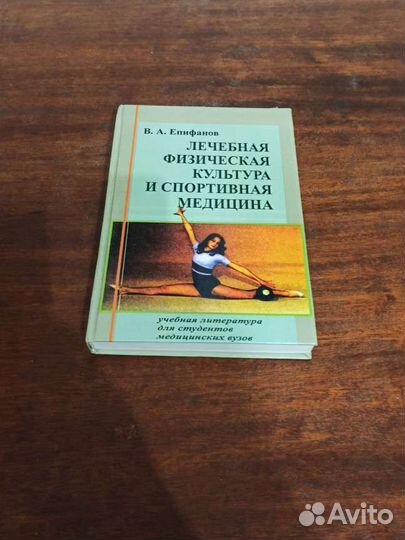 В. А. Епифанов
ЛЕЧЕБНАЯ
ФИЗИЧЕСКАЯ
КУЛЬТУРА
И СПОРТИВНАЯ
МЕДИЦИНА
учебная литература
для студентов
медицинских вузов
Avito